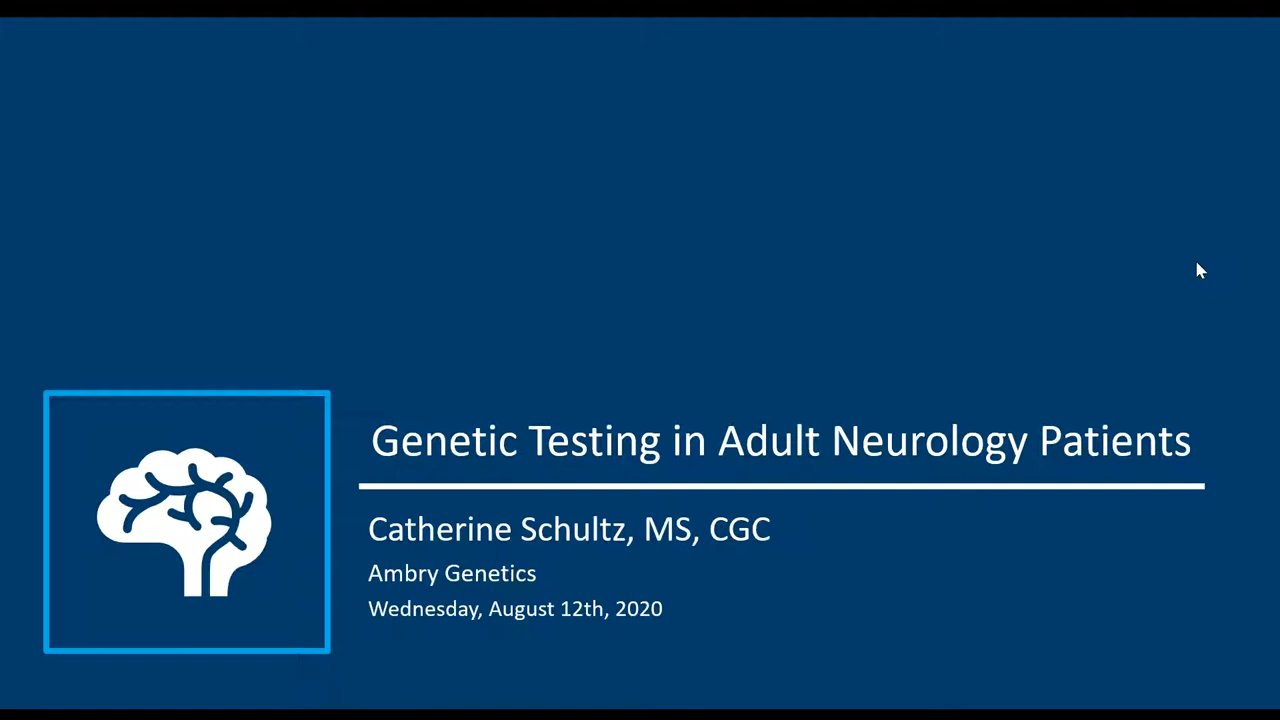 Genetic Testing in Adult Neurology Patients
Catherine Schultz, MS, CGC
Ambry Genetics
Wednesday, August 12th, 2020